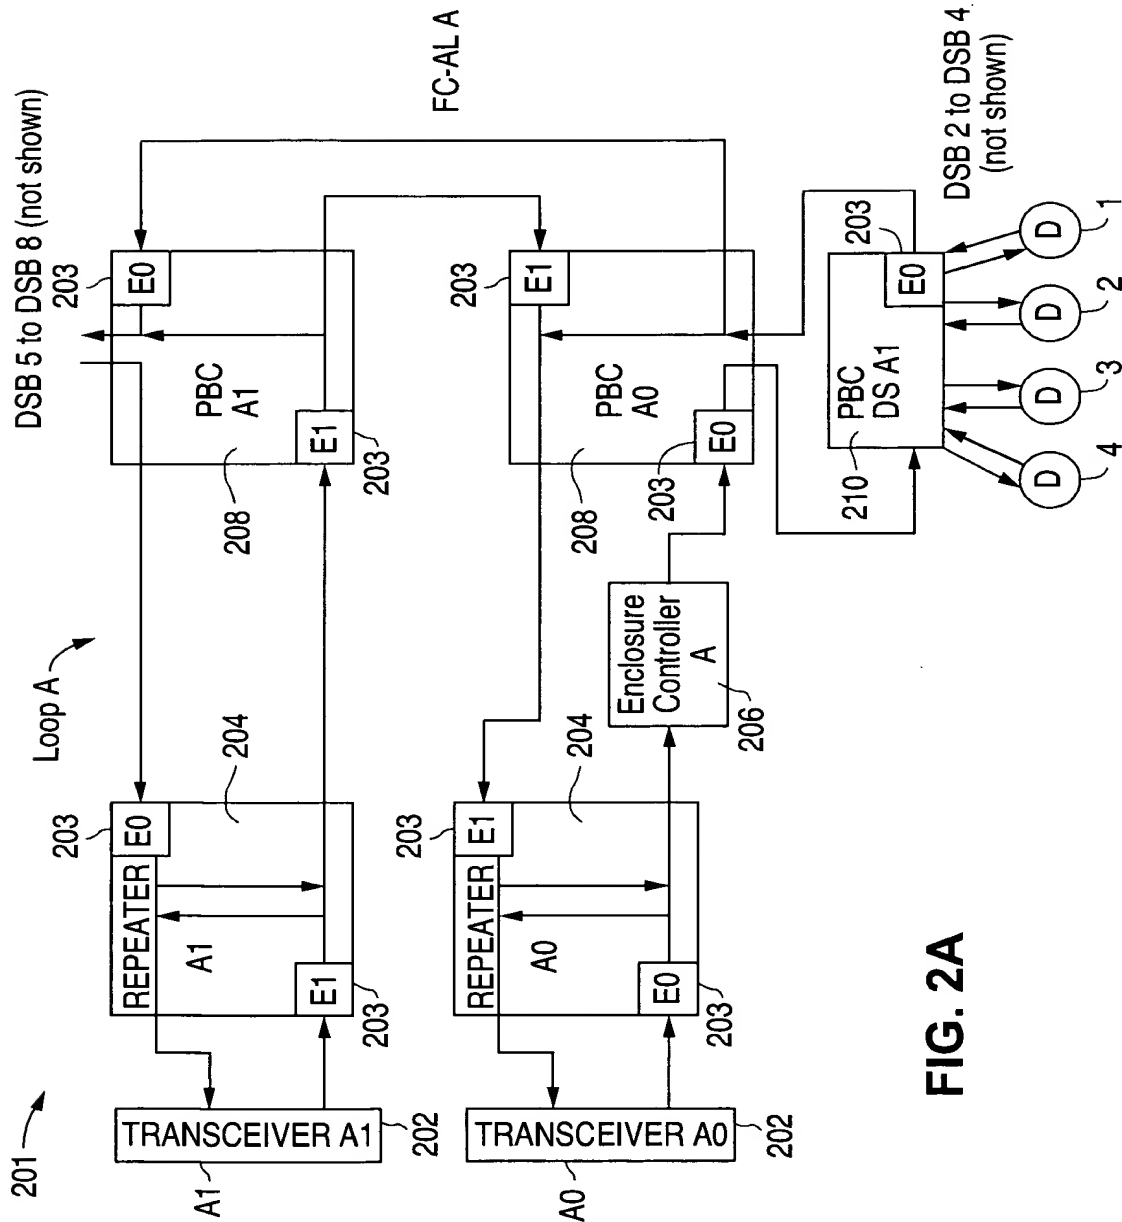 201
Loop A
DSB 5 to DSB 8 (not shown)
FC-AL A
A1
TRANSCEIVER A1
202
REPEATER
A1
E0
203
E1
203
204
PBC
A1
E0
203
E1
203
208
A0
TRANSCEIVER A0
202
REPEATER
A0
E1
203
E0
203
204
Enclosure
Controller
A
206
PBC
A0
E1
203
E0
203
208
PBC
DS A1
E0
203
210
DSB 2 to DSB 4
(not shown)
D
4
D
3
D
2
D
1
FIG. 2A